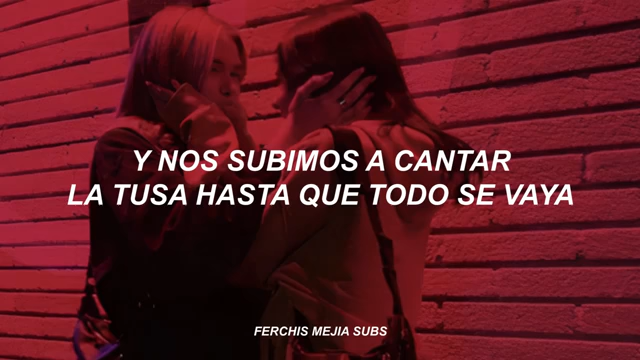 Y NOS SUBIMOS A CANTAR
LA TUSA HASTA QUE TODO SE VAYA
FERCHIS MEJIA SUBS